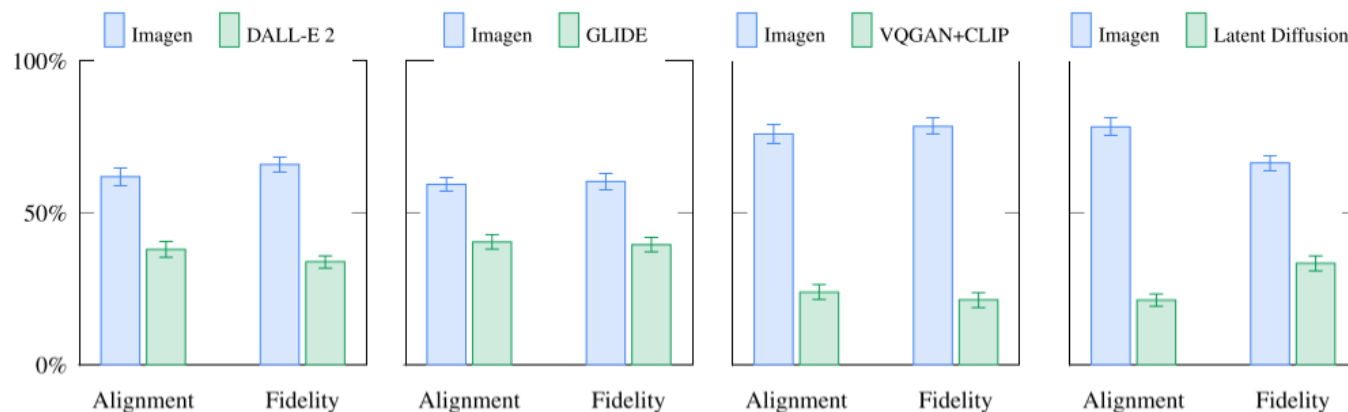 Imagen DALL-E 2 Imagen GLIDE Imagen VQGAN+CLIP Imagen Latent Diffusion
100%
50%
0%
Alignment Fidelity Alignment Fidelity Alignment Fidelity Alignment Fidelity